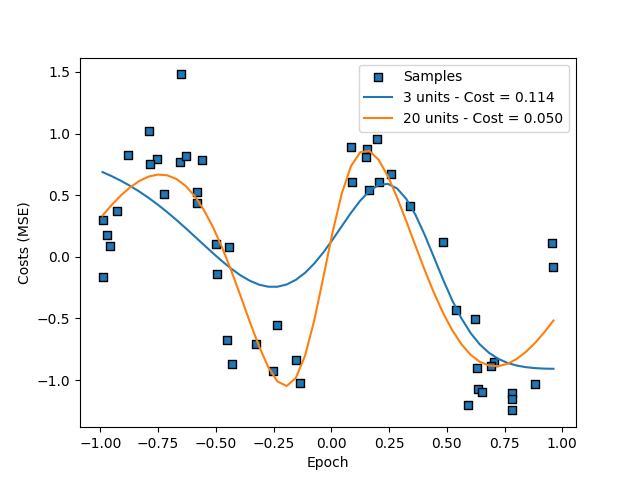 Samples
3 units - Cost = 0.114
20 units - Cost = 0.050
Costs (MSE)
1.5
1.0
0.5
0.0
−0.5
−1.0
−1.00 −0.75 −0.50 −0.25 0.00 0.25 0.50 0.75 1.00
Epoch